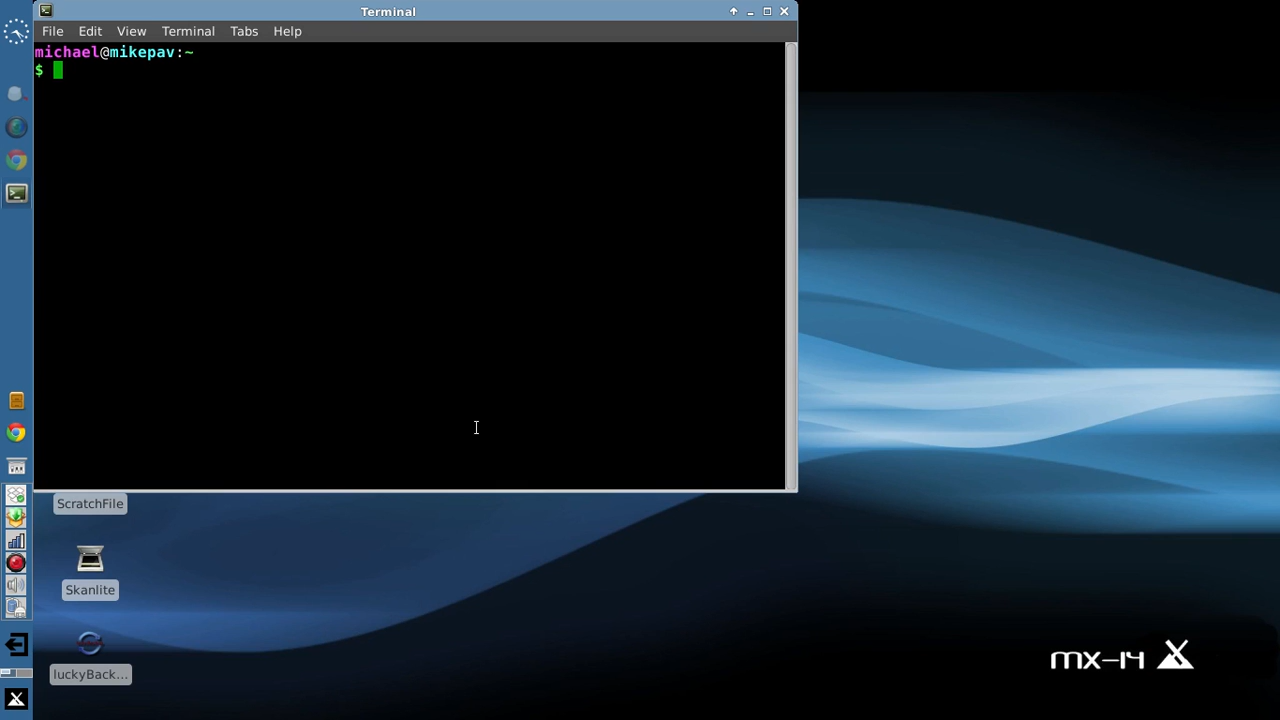 Terminal
File Edit View Terminal Tabs Help
michael@mikepav:~
$
ScratchFile
Skanlite
luckyBack...
mx-14